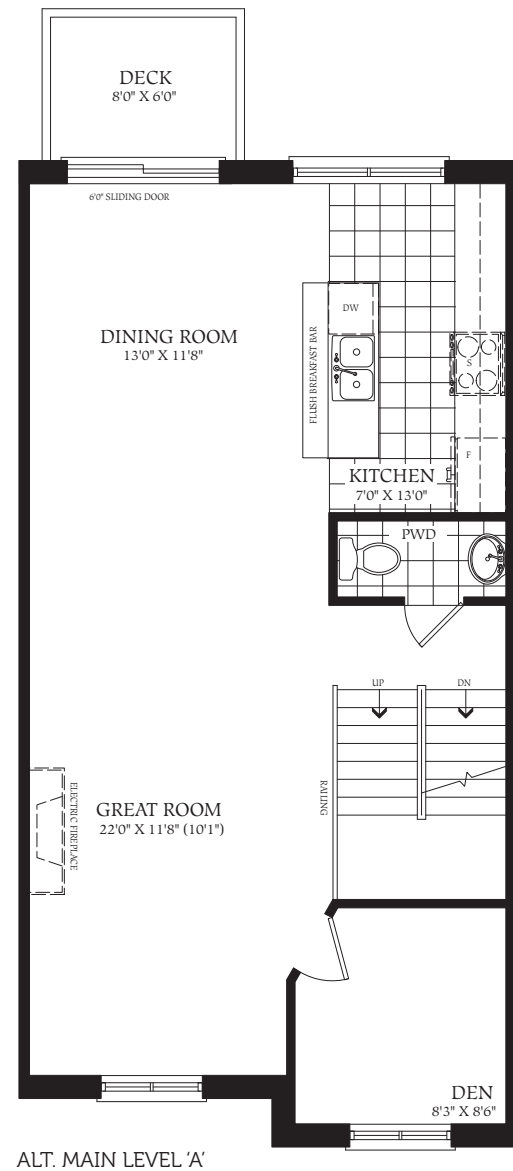 DECK
8'0" X 6'0"
6'0" SLIDING DOOR
DINING ROOM
13'0" X 11'8"
FLUSH BREAKFAST BAR
DW
S
F
KITCHEN
7'0" X 13'0"
PWD
UP
DN
RAILING
ELECTRIC FIREPLACE
GREAT ROOM
22'0" X 11'8" (10'1")
DEN
8'3" X 8'6"
ALT. MAIN LEVEL 'A'